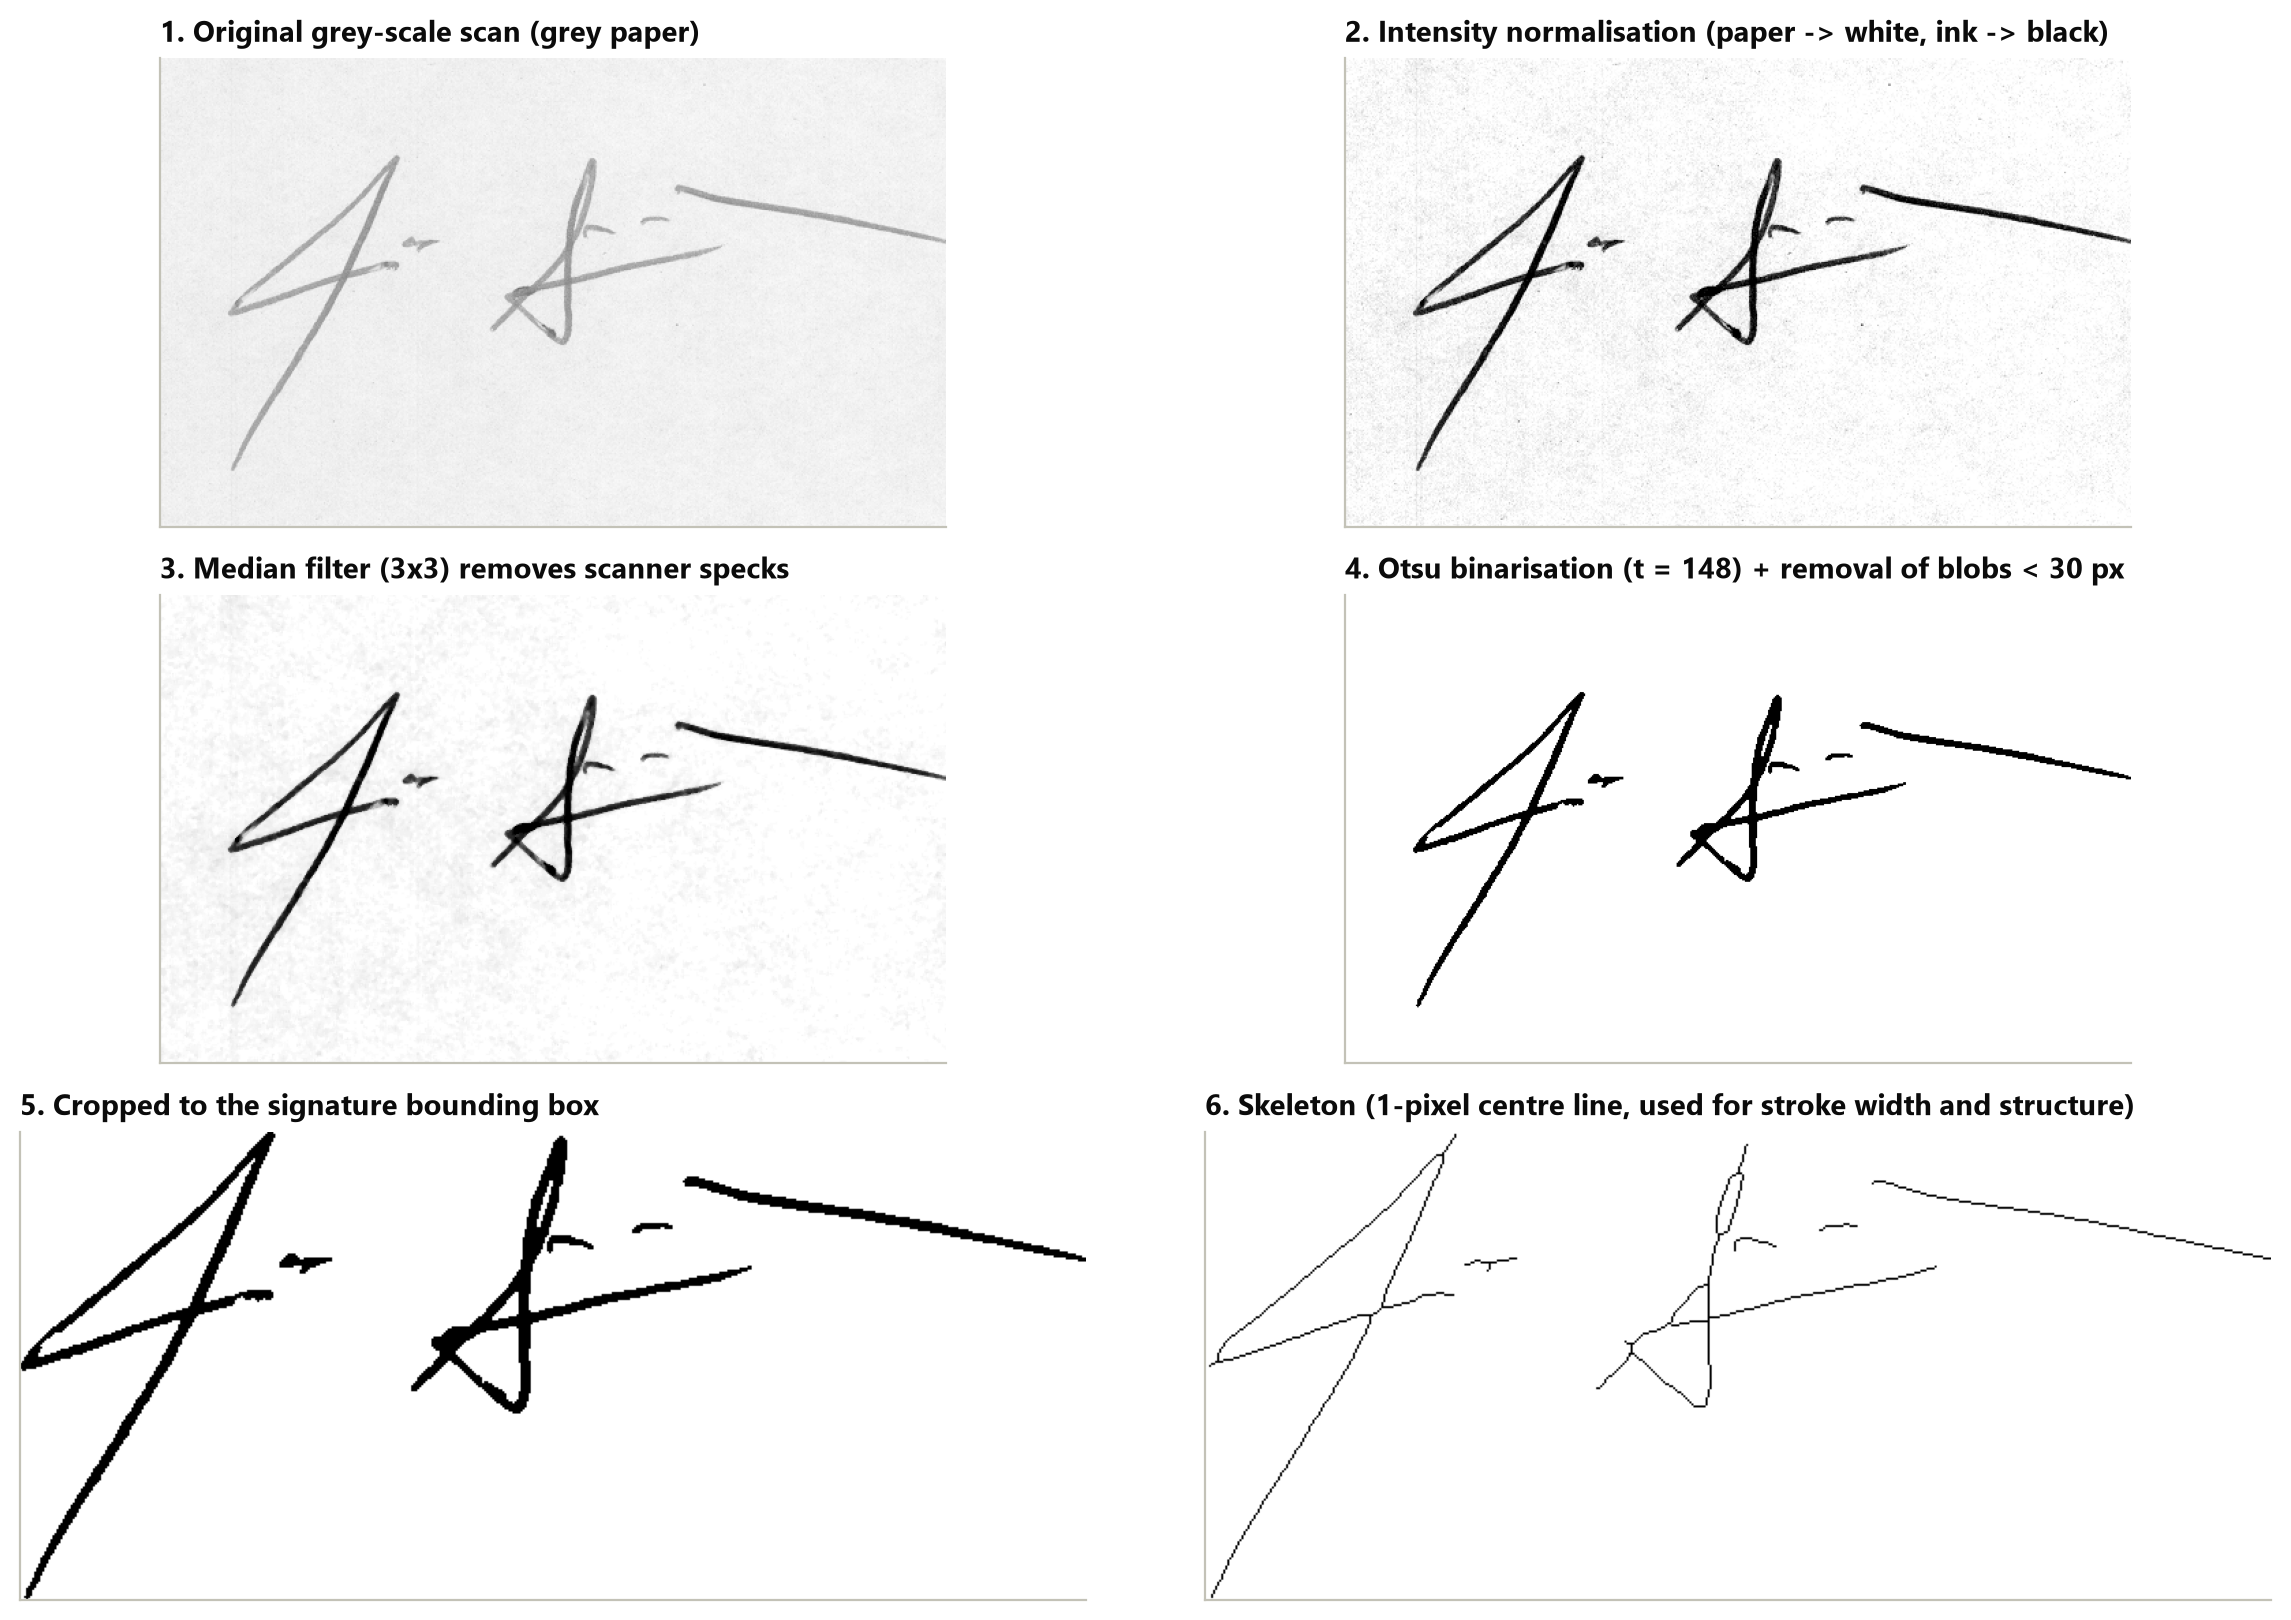 1. Original grey-scale scan (grey paper)
2. Intensity normalisation (paper -> white, ink -> black)
3. Median filter (3x3) removes scanner specks
4. Otsu binarisation (t = 148) + removal of blobs < 30 px
5. Cropped to the signature bounding box
6. Skeleton (1-pixel centre line, used for stroke width and structure)